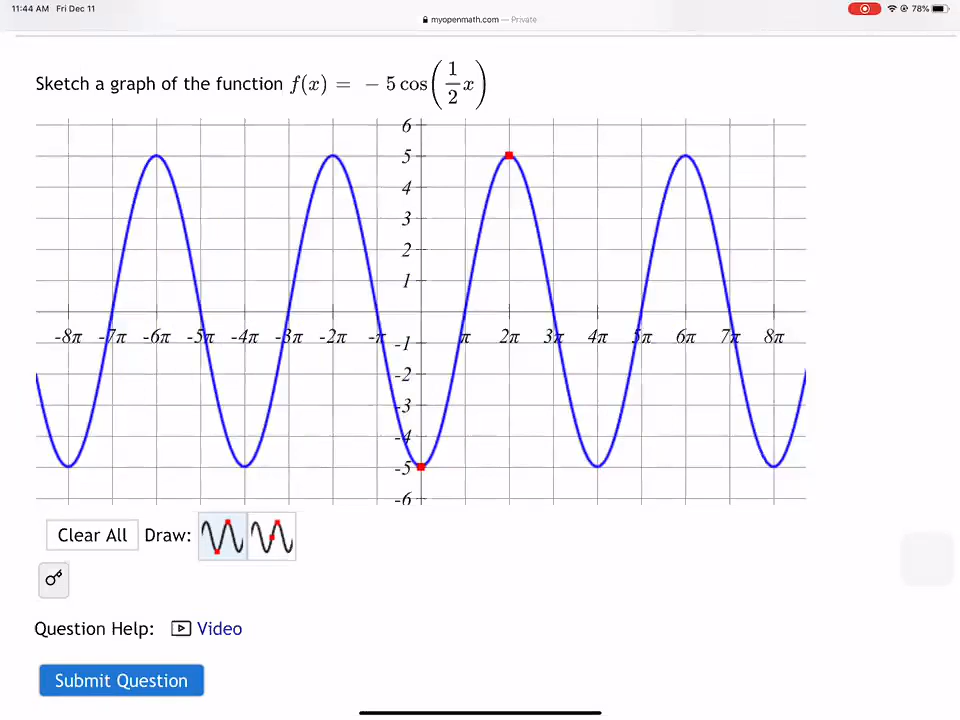 11:44 AM Fri Dec 11
78%
myopenmath.com — Private
Sketch a graph of the function f(x) = − 5 cos(1/2 x)
6
5
4
3
2
1
-8π -7π -6π -5π -4π -3π -2π -π π 2π 3π 4π 5π 6π 7π 8π
-1
-2
-3
-4
-5
-6
Clear All Draw:
Question Help: Video
Submit Question